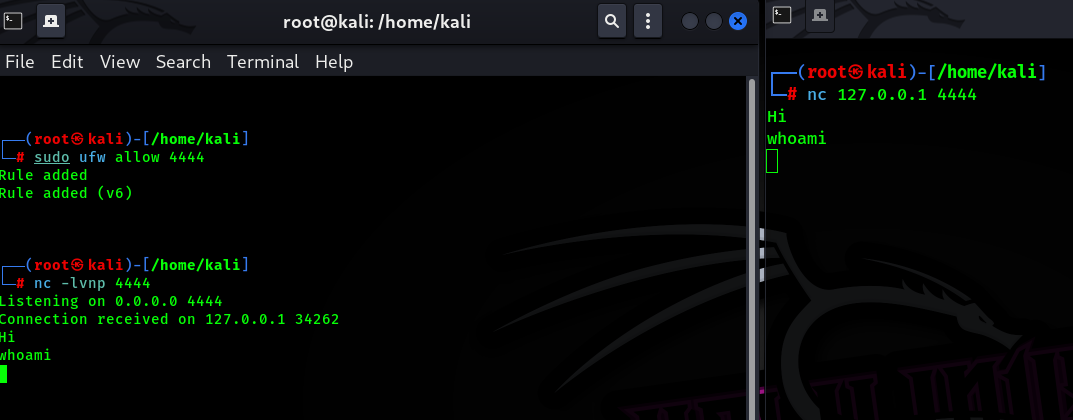 root@kali: /home/kali
File Edit View Search Terminal Help
┌──(root㉿kali)-[/home/kali]
└─# sudo ufw allow 4444
Rule added
Rule added (v6)
┌──(root㉿kali)-[/home/kali]
└─# nc -lvnp 4444
Listening on 0.0.0.0 4444
Connection received on 127.0.0.1 34262
Hi
whoami
┌──(root㉿kali)-[/home/kali]
└─# nc 127.0.0.1 4444
Hi
whoami